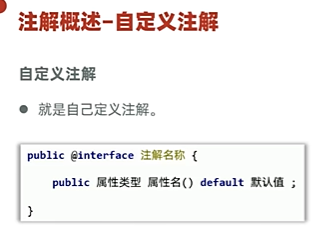 注解概述-自定义注解
自定义注解
● 就是自己定义注解。
public @interface 注解名称 {
public 属性类型 属性名() default 默认值 ;
}